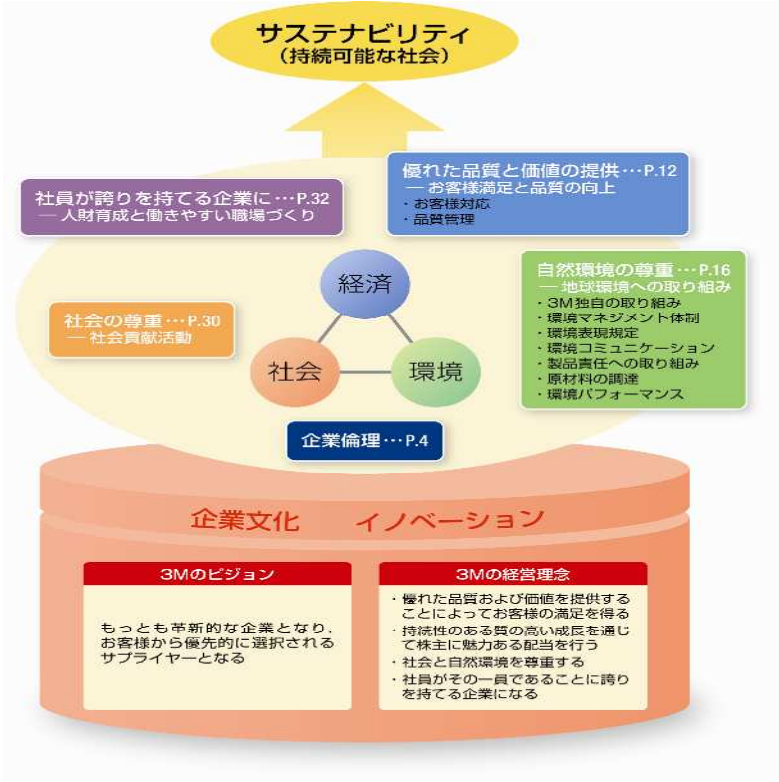 サステナビリティ
（持続可能な社会）
優れた品質と価値の提供…P.12
— お客様満足と品質の向上
・お客様対応
・品質管理
社員が誇りを持てる企業に…P.32
— 人財育成と働きやすい職場づくり
自然環境の尊重…P.16
— 地球環境への取り組み
・3M独自の取り組み
・環境マネジメント体制
・環境表現規定
・環境コミュニケーション
・製品責任への取り組み
・原材料の調達
・環境パフォーマンス
経済
社会の尊重…P.30
— 社会貢献活動
社会
環境
企業倫理…P.4
企業文化 イノベーション
3Mのビジョン
もっとも革新的な企業となり、
お客様から優先的に選択される
サプライヤーとなる
3Mの経営理念
・優れた品質および価値を提供する
ことによってお客様の満足を得る
・持続性のある質の高い成長を通じ
て株主に魅力ある配当を行う
・社会と自然環境を尊重する
・社員がその一員であることに誇り
を持てる企業になる